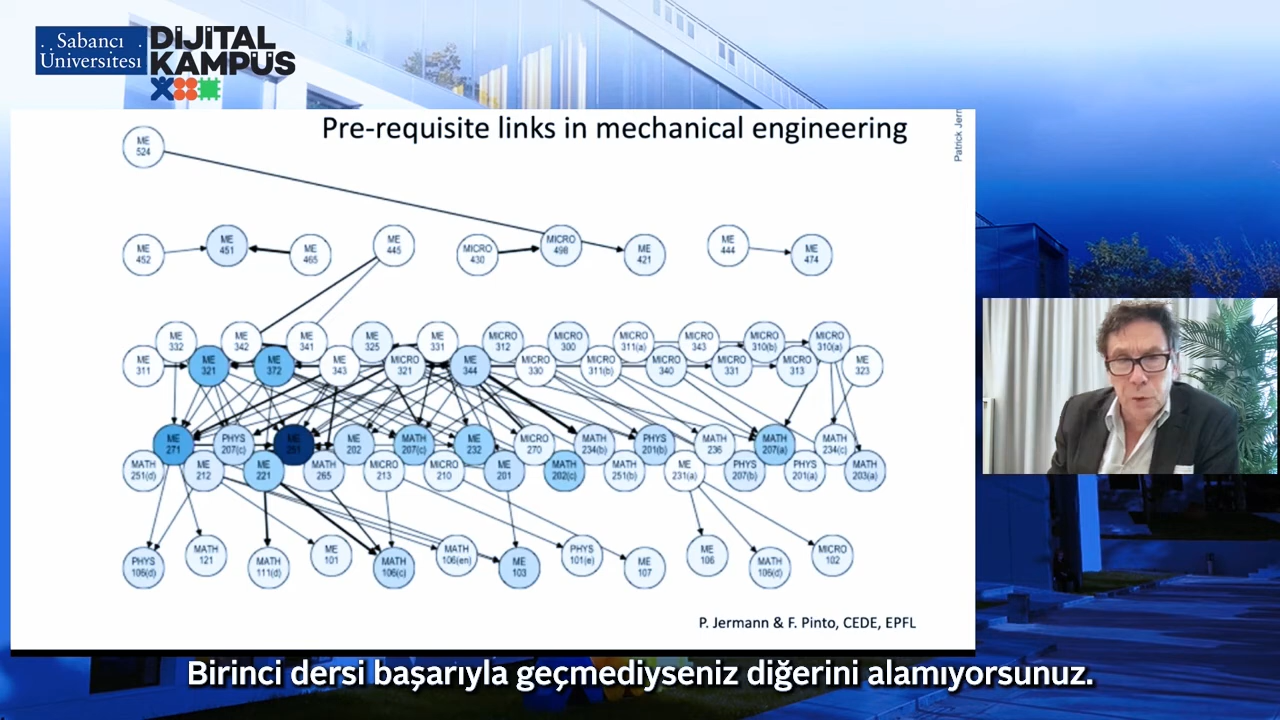 Sabancı
Üniversitesi
DİJİTAL
KAMPUS
Pre-requisite links in mechanical engineering
Patrick Jerm
ME
524
ME
452
ME
451
ME
465
ME
445
MICRO
430
MICRO
498
ME
421
ME
444
ME
474
ME
332
ME
342
ME
341
ME
325
ME
331
MICRO
312
MICRO
300
MICRO
311(a)
MICRO
343
MICRO
310(b)
MICRO
310(a)
ME
311
ME
321
ME
372
ME
343
MICRO
321
ME
344
MICRO
330
MICRO
311(b)
MICRO
340
MICRO
331
MICRO
313
ME
323
ME
271
PHYS
207(c)
ME
251
ME
202
MATH
207(c)
ME
232
MICRO
270
MATH
234(b)
PHYS
201(b)
MATH
236
MATH
207(a)
MATH
234(c)
MATH
251(d)
ME
212
ME
221
MATH
265
MICRO
213
MICRO
210
ME
201
MATH
202(c)
MATH
251(b)
ME
231(a)
PHYS
207(b)
PHYS
201(a)
MATH
203(a)
PHYS
106(d)
MATH
121
MATH
111(d)
ME
101
MATH
106(c)
MATH
106(en)
ME
103
PHYS
101(e)
ME
107
ME
106
MATH
106(d)
MICRO
102
P. Jermann & F. Pinto, CEDE, EPFL
Birinci dersi başarıyla geçmediyseniz diğerini alamıyorsunuz.